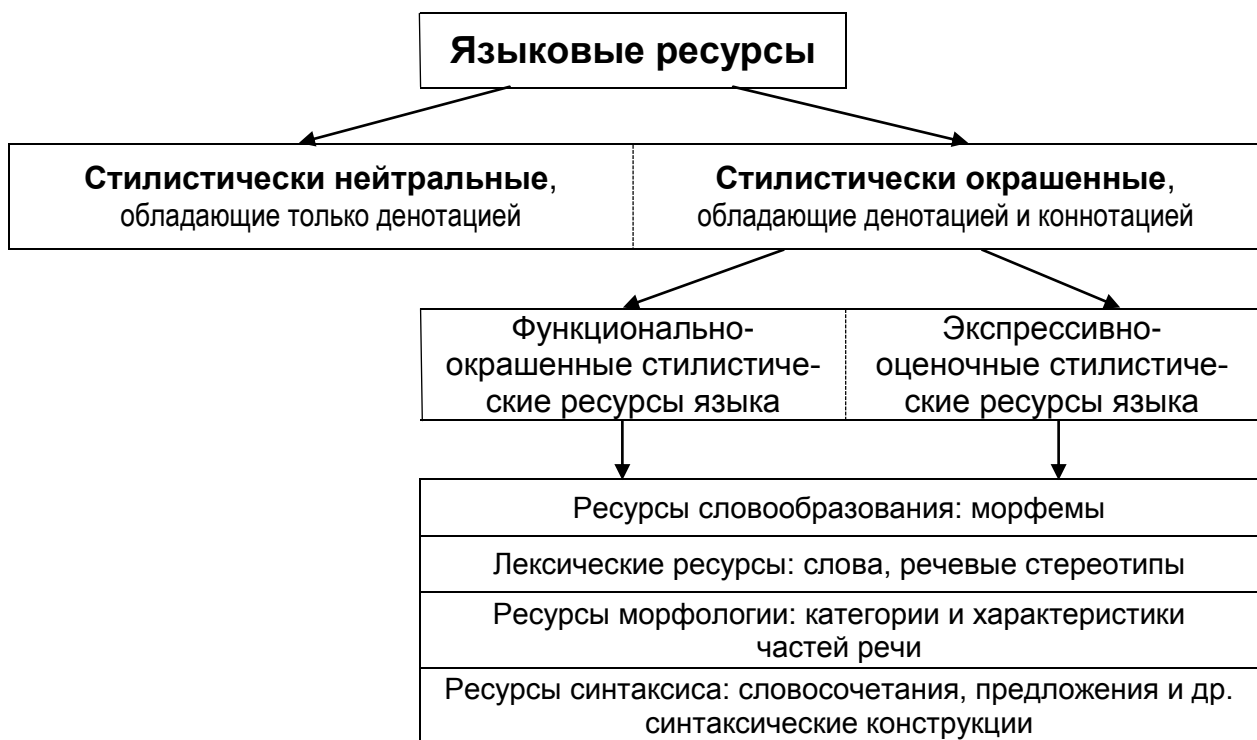 Языковые ресурсы
Стилистически нейтральные,
обладающие только денотацией
Стилистически окрашенные,
обладающие денотацией и коннотацией
Функционально-
окрашенные стилистиче-
ские ресурсы языка
Экспрессивно-
оценочные стилистиче-
ские ресурсы языка
Ресурсы словообразования: морфемы
Лексические ресурсы: слова, речевые стереотипы
Ресурсы морфологии: категории и характеристики
частей речи
Ресурсы синтаксиса: словосочетания, предложения и др.
синтаксические конструкции